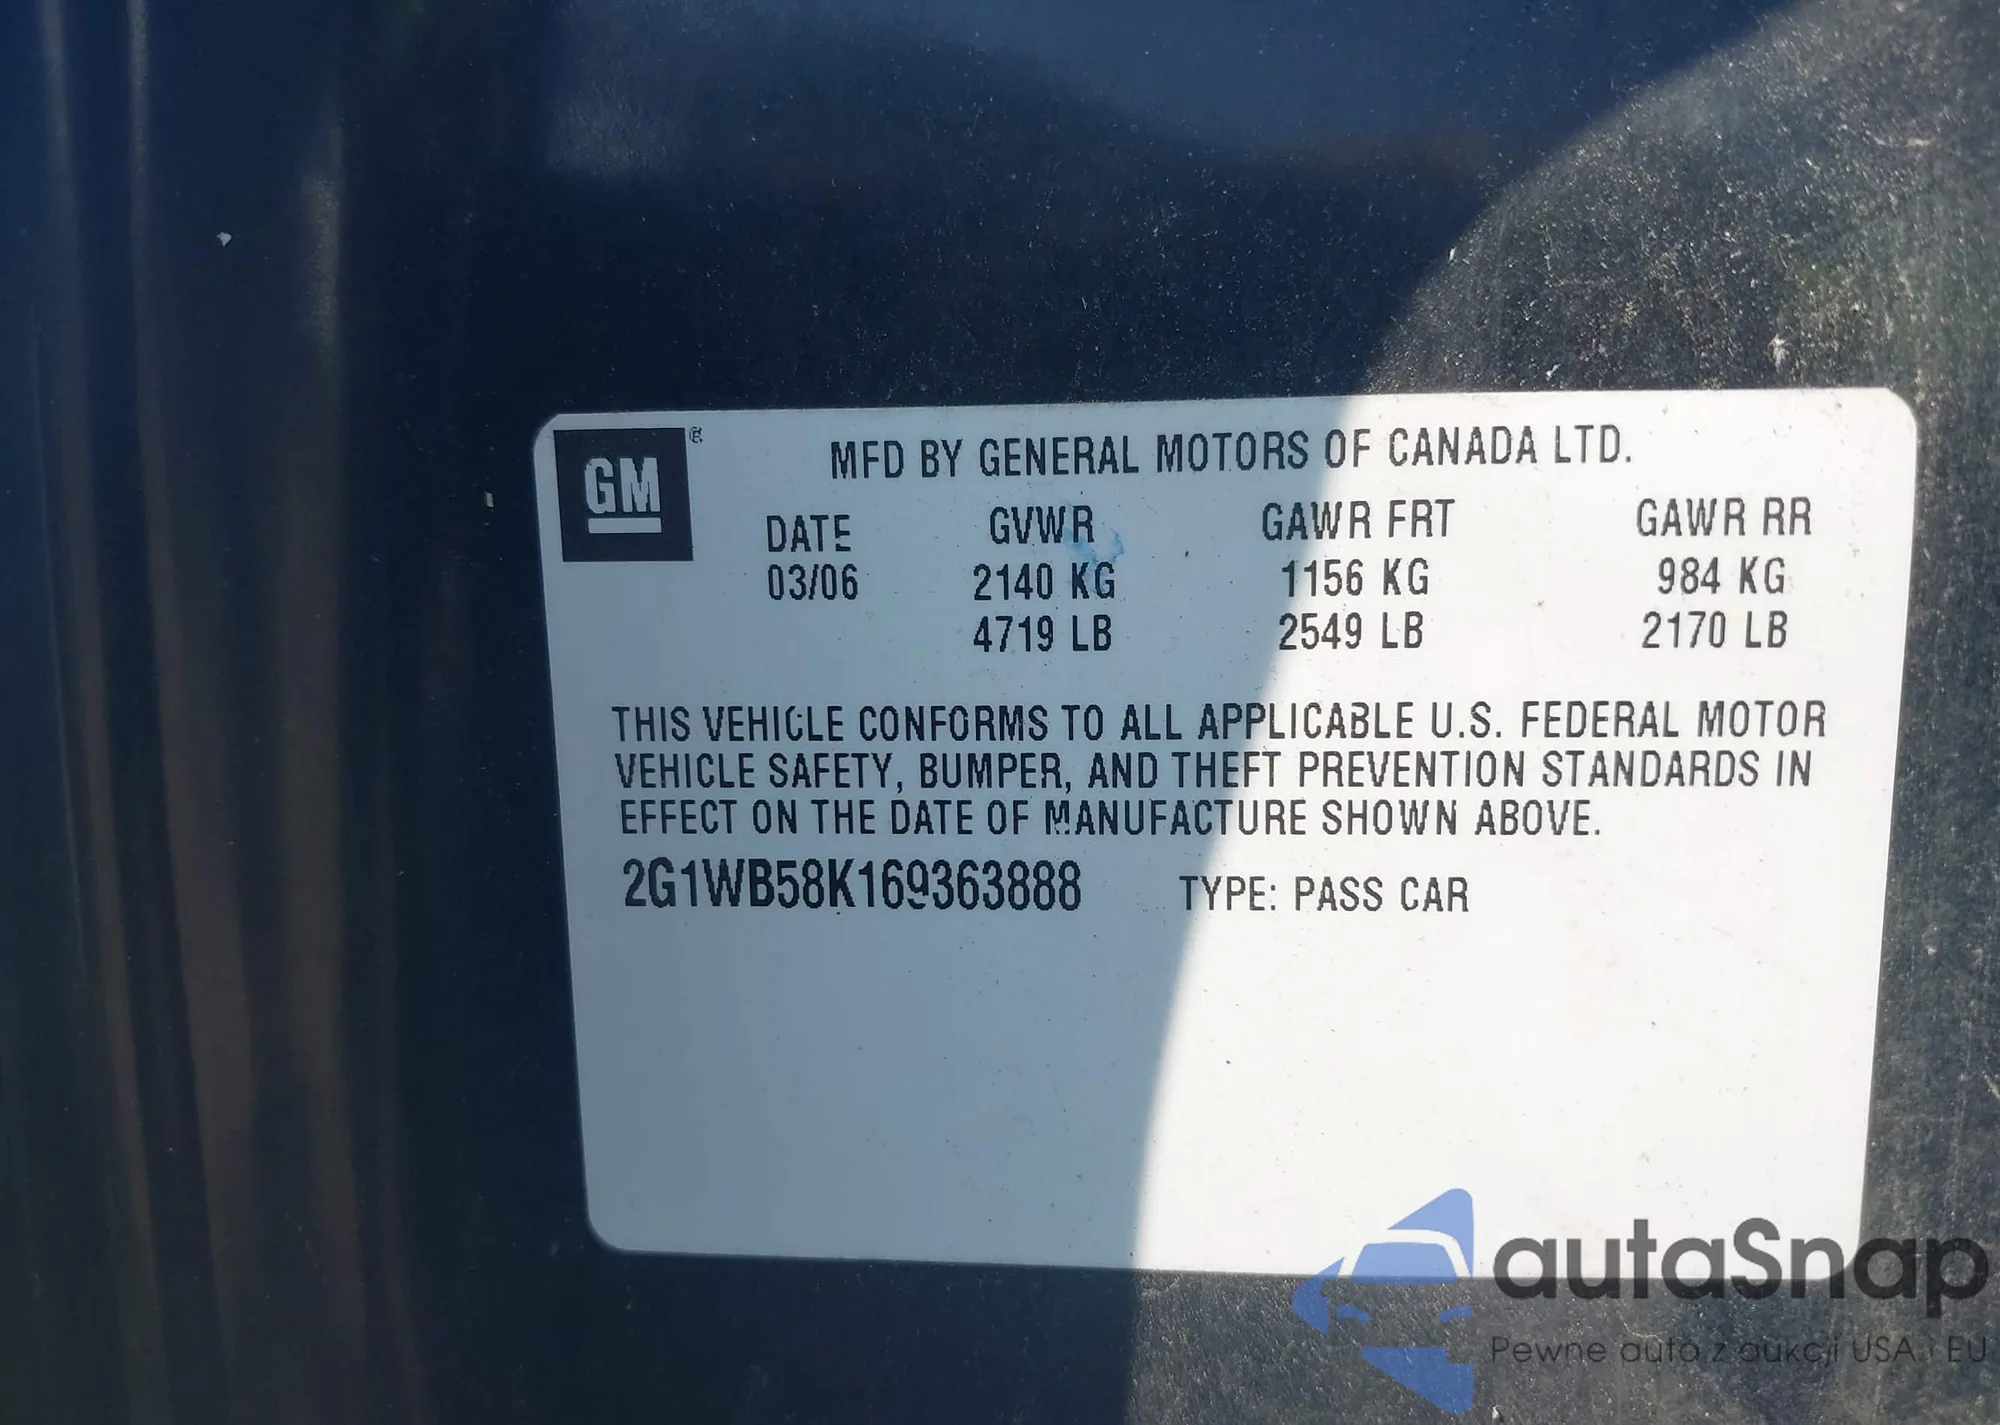 GM ®
MFD BY GENERAL MOTORS OF CANADA LTD.
DATE GVWR GAWR FRT GAWR RR
03/06 2140 KG 1156 KG 984 KG
4719 LB 2549 LB 2170 LB
THIS VEHICLE CONFORMS TO ALL APPLICABLE U.S. FEDERAL MOTOR
VEHICLE SAFETY, BUMPER, AND THEFT PREVENTION STANDARDS IN
EFFECT ON THE DATE OF MANUFACTURE SHOWN ABOVE.
2G1WB58K169363888 TYPE: PASS CAR
autaSnap
Pewne auto z aukcji USA i EU